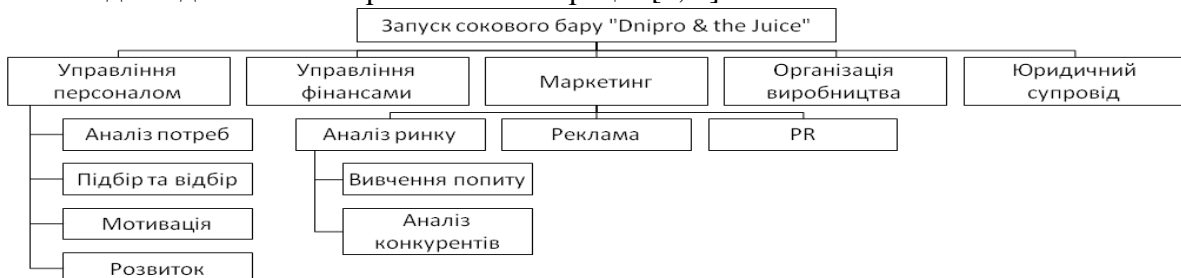 Запуск сокового бару "Dnipro & the Juice"
Управління
персоналом
Управління
фінансами
Маркетинг
Організація
виробництва
Юридичний
супровід
Аналіз потреб
Аналіз ринку
Реклама
PR
Підбір та відбір
Вивчення попиту
Мотивація
Аналіз
конкурентів
Розвиток